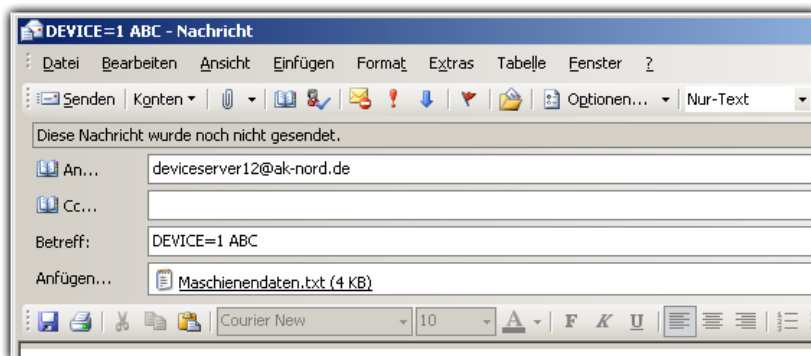 DEVICE=1 ABC - Nachricht
Datei Bearbeiten Ansicht Einfügen Format Extras Tabelle Fenster ?
Senden Konten Optionen... Nur-Text
Diese Nachricht wurde noch nicht gesendet.
An... deviceserver12@ak-nord.de
Cc...
Betreff: DEVICE=1 ABC
Anfügen... Maschienendaten.txt (4 KB)
Courier New 10 A F K U